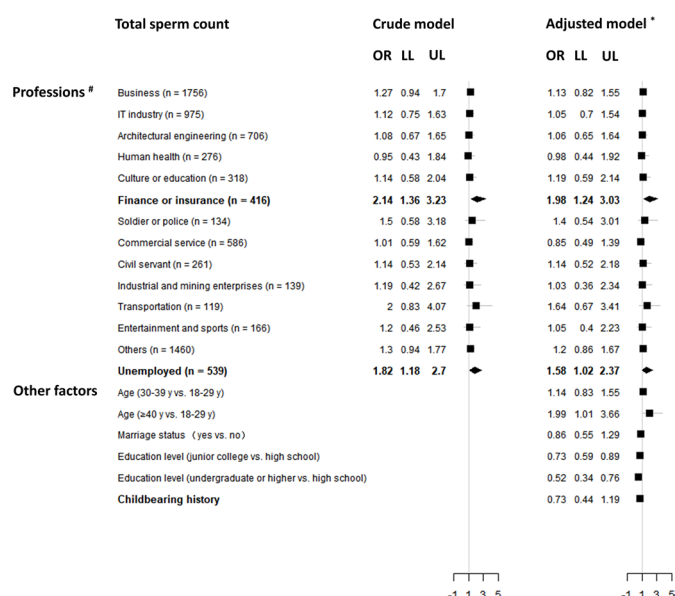 Total sperm count Crude model Adjusted model *
OR LL UL OR LL UL
Professions #
Business (n = 1756) 1.27 0.94 1.7 1.13 0.82 1.55
IT industry (n = 975) 1.12 0.75 1.63 1.05 0.7 1.54
Architectural engineering (n = 706) 1.08 0.67 1.65 1.06 0.65 1.64
Human health (n = 276) 0.95 0.43 1.84 0.98 0.44 1.92
Culture or education (n = 318) 1.14 0.58 2.04 1.19 0.59 2.14
Finance or insurance (n = 416) 2.14 1.36 3.23 1.98 1.24 3.03
Soldier or police (n = 134) 1.5 0.58 3.18 1.4 0.54 3.01
Commercial service (n = 586) 1.01 0.59 1.62 0.85 0.49 1.39
Civil servant (n = 261) 1.14 0.53 2.14 1.14 0.52 2.18
Industrial and mining enterprises (n = 139) 1.19 0.42 2.67 1.03 0.36 2.34
Transportation (n = 119) 2 0.83 4.07 1.64 0.67 3.41
Entertainment and sports (n = 166) 1.2 0.46 2.53 1.05 0.4 2.23
Others (n = 1460) 1.3 0.94 1.77 1.2 0.86 1.67
Unemployed (n = 539) 1.82 1.18 2.7 1.58 1.02 2.37
Other factors
Age (30-39 y vs. 18-29 y) 1.14 0.83 1.55
Age (≥40 y vs. 18-29 y) 1.99 1.01 3.66
Marriage status (yes vs. no) 0.86 0.55 1.29
Education level (junior college vs. high school) 0.73 0.59 0.89
Education level (undergraduate or higher vs. high school) 0.52 0.34 0.76
Childbearing history 0.73 0.44 1.19
-1 1 3 5 -1 1 3 5